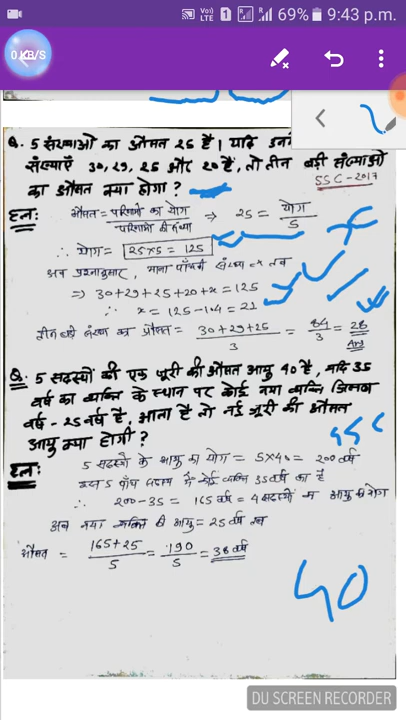 Vo) LTE 1 R R 69% 9:43 p.m.
0 KB/S
Q. 5 संख्याओं का औसत 25 है। यदि
संख्याएँ 30, 29, 25 और 20 हैं, तो तीन बड़ी संख्याओं
का औसत क्या होगा ?
SSC-2017
हल:
औसत = परिणामों का योग / परिणामों की संख्या ⇒ 25 = योग / 5
∴ योग = 25×5 = 125
अब प्रश्नानुसार, माना पाँचवी संख्या = x तब
⇒ 30+29+25+20+x = 125
∴ x = 125-104 = 21
तीन बड़ी संख्या का औसत = 30+29+25 / 3 = 84 / 3 = 28 Ans
Q. 5 सदस्यों की एक जूरी की औसत आयु 40 है, यदि 35
वर्ष का व्यक्ति के स्थान पर कोई नया व्यक्ति जिसका
वर्ष - 25 वर्ष है, आता है तो नई जूरी की औसत
आयु क्या होगी ?
हल:
5 सदस्यों के आयु का योग = 5×40 = 200 वर्ष
में कोई व्यक्ति 35 वर्ष का है
∴ 200-35 = 165 वर्ष = 4 सदस्यों आयु का योग
अब नया व्यक्ति की आयु = 25 वर्ष तब
औसत = 165+25 / 5 = 190 / 5 = 38 वर्ष
40
DU SCREEN RECORDER